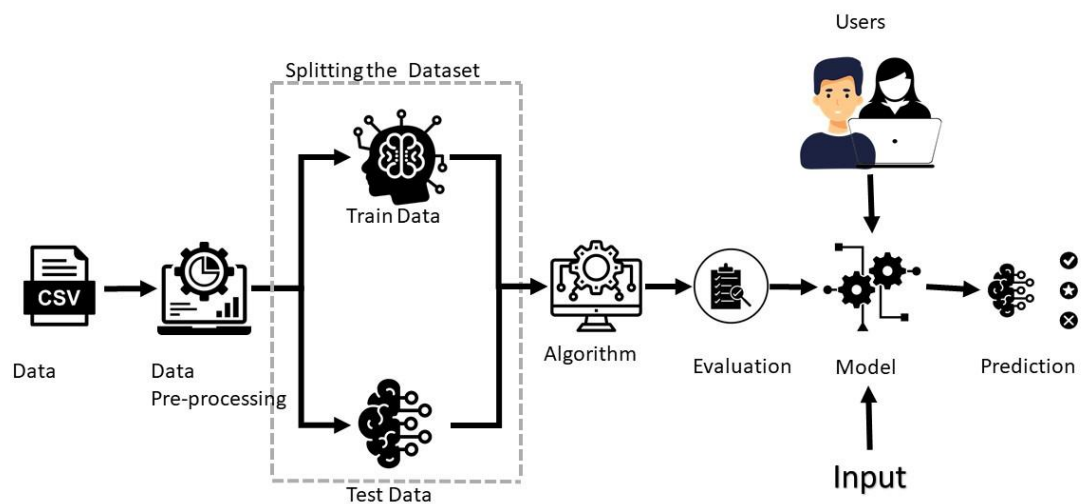 Users
Splitting the Dataset
Train Data
CSV
Data
Data
Pre-processing
Test Data
Algorithm
Evaluation
Model
Prediction
Input